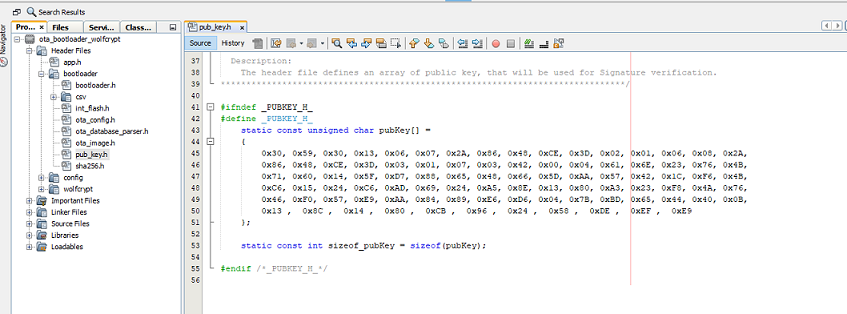 Search Results
Pro... × Files Servi... Class...
Navigator
ota_bootloader_wolfcrypt
Header Files
app.h
bootloader
bootloader.h
csv
int_flash.h
ota_config.h
ota_database_parser.h
ota_image.h
pub_key.h
sha256.h
config
wolfcrypt
Important Files
Linker Files
Source Files
Libraries
Loadables
pub_key.h ×
Source History
37 Description:
38 The header file defines an array of public key, that will be used for Signature verification.
39 *******************************************************************************/
40
41 #ifndef _PUBKEY_H_
42 #define _PUBKEY_H_
43 static const unsigned char pubKey[] =
44 {
45 0x30, 0x59, 0x30, 0x13, 0x06, 0x07, 0x2A, 0x86, 0x48, 0xCE, 0x3D, 0x02, 0x01, 0x06, 0x08, 0x2A,
46 0x86, 0x48, 0xCE, 0x3D, 0x03, 0x01, 0x07, 0x03, 0x42, 0x00, 0x04, 0x61, 0x6E, 0x23, 0x76, 0x4B,
47 0x71, 0x60, 0x14, 0x5F, 0xD7, 0x88, 0x65, 0x48, 0x66, 0x5D, 0xAA, 0x57, 0x42, 0x1C, 0xF6, 0x4B,
48 0xC6, 0x15, 0x24, 0xC6, 0xAD, 0x69, 0x24, 0xA5, 0x8E, 0x13, 0x80, 0xA3, 0x23, 0xF8, 0x4A, 0x76,
49 0x46, 0xF0, 0x57, 0xE9, 0xAA, 0x84, 0x89, 0xE6, 0xD6, 0x04, 0x7B, 0xBD, 0x65, 0x44, 0x40, 0x0B,
50 0x13 , 0x8C , 0x14 , 0x80 , 0xCB , 0x96 , 0x24 , 0x58 , 0xDE , 0xEF , 0xE9
51 };
52
53 static const int sizeof_pubKey = sizeof(pubKey);
54
55 #endif /*_PUBKEY_H_*/
56